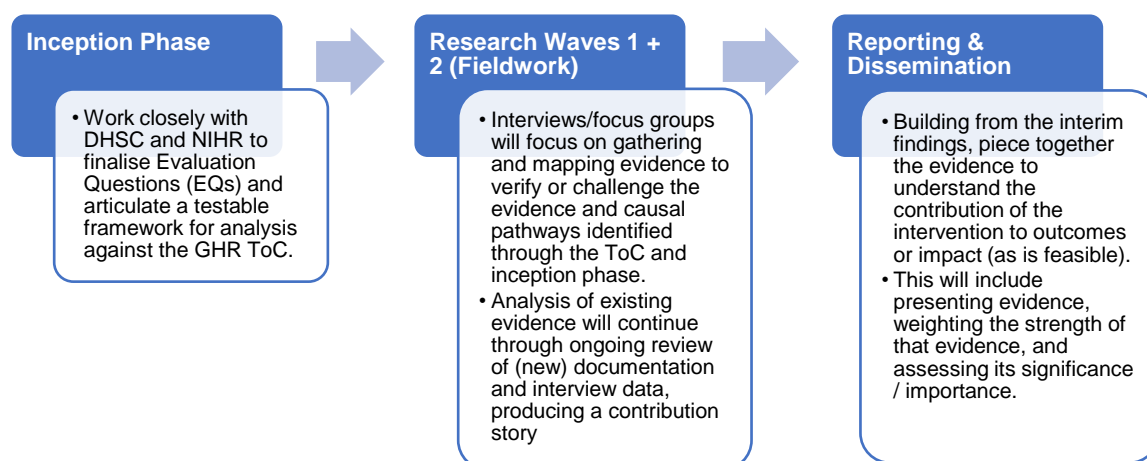 Inception Phase
• Work closely with
DHSC and NIHR to
finalise Evaluation
Questions (EQs) and
articulate a testable
framework for analysis
against the GHR ToC.
Research Waves 1 +
2 (Fieldwork)
• Interviews/focus groups
will focus on gathering
and mapping evidence to
verify or challenge the
evidence and causal
pathways identified
through the ToC and
inception phase.
• Analysis of existing
evidence will continue
through ongoing review
of (new) documentation
and interview data,
producing a contribution
story
Reporting &
Dissemination
• Building from the interim
findings, piece together
the evidence to
understand the
contribution of the
intervention to outcomes
or impact (as is feasible).
• This will include
presenting evidence,
weighting the strength of
that evidence, and
assessing its significance
/ importance.